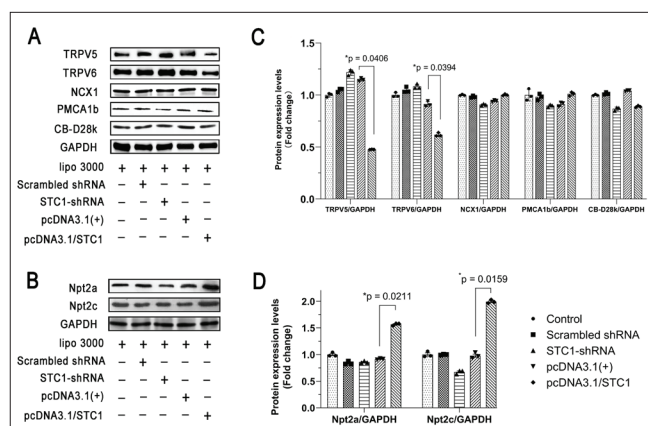 A
TRPV5
TRPV6
NCX1
PMCA1b
CB-D28k
GAPDH
lipo 3000 + + + + +
Scrambled shRNA − + − − −
STC1-shRNA − − + − −
pcDNA3.1(+) − − − + −
pcDNA3.1/STC1 − − − − +
B
Npt2a
Npt2c
GAPDH
lipo 3000 + + + + +
Scrambled shRNA − + − − −
STC1-shRNA − − + − −
pcDNA3.1(+) − − − + −
pcDNA3.1/STC1 − − − − +
C
Protein expression levels
(Fold change)
1.5
1.0
0.5
0.0
*p = 0.0406
*p = 0.0394
TRPV5/GAPDH TRPV6/GAPDH NCX1/GAPDH PMCA1b/GAPDH CB-D28k/GAPDH
D
Protein expression levels
(Fold change)
2.0
1.5
1.0
0.5
0.0
*p = 0.0211
*p = 0.0159
Npt2a/GAPDH Npt2c/GAPDH
Control
Scrambled shRNA
STC1-shRNA
pcDNA3.1(+)
pcDNA3.1/STC1